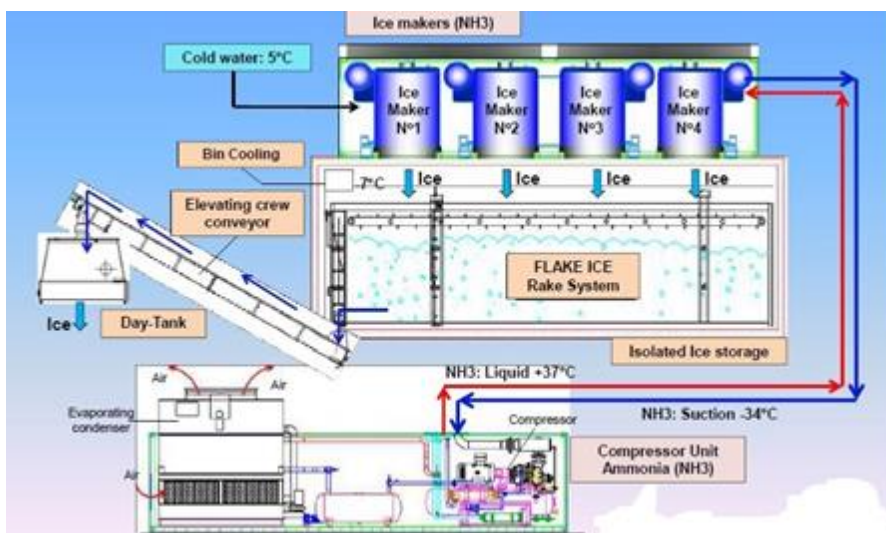 Ice makers (NH3)
Cold water: 5°C
Ice
Maker
Nº1
Ice
Maker
Nº2
Ice
Maker
Nº3
Ice
Maker
Nº4
Bin Cooling
-7°C
Ice
Ice
Ice
Ice
Elevating crew
conveyor
FLAKE ICE
Rake System
Ice
Day-Tank
Isolated Ice storage
NH3: Liquid +37°C
NH3: Suction -34°C
Air
Air
Evaporating
condenser
Compressor
Air
Compressor Unit
Ammonia (NH3)